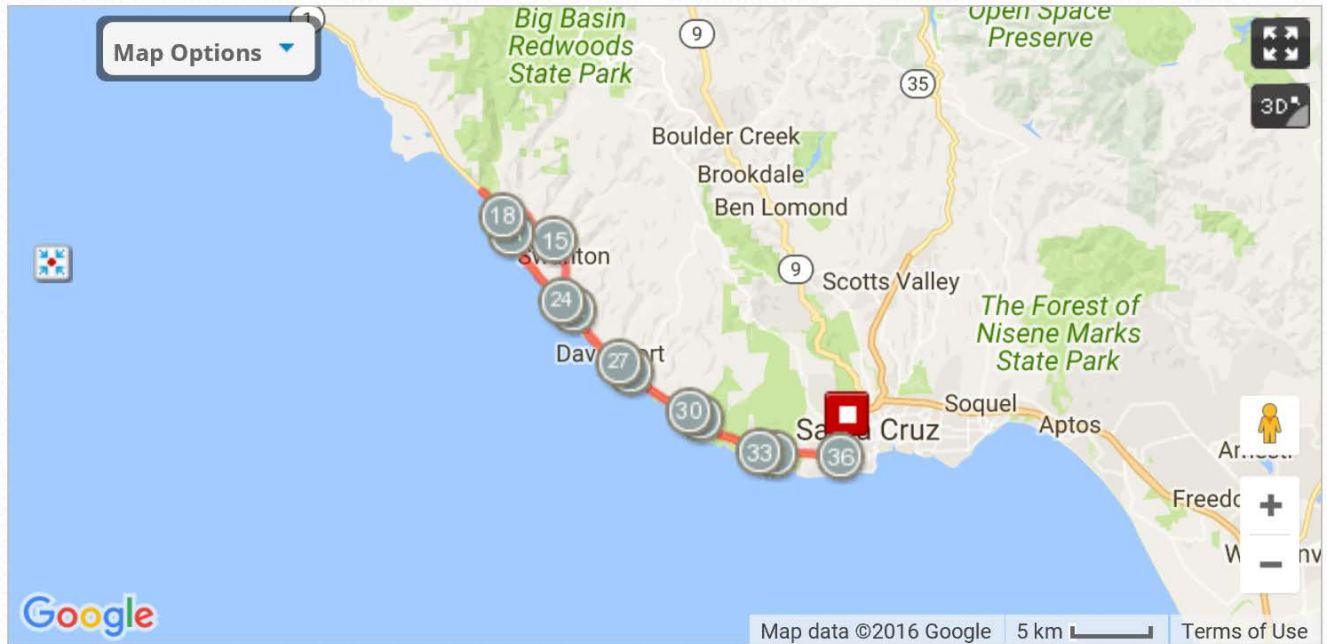 1
Map Options
Big Basin
Redwoods
State Park
9
Open Space
Preserve
35
3D
Boulder Creek
Brookdale
Ben Lomond
18
15
9
Scotts Valley
24
The Forest of
Nisene Marks
State Park
27
30
Soquel
Aptos
Cruz
33
36
Google
Map data ©2016 Google
5 km
Terms of Use